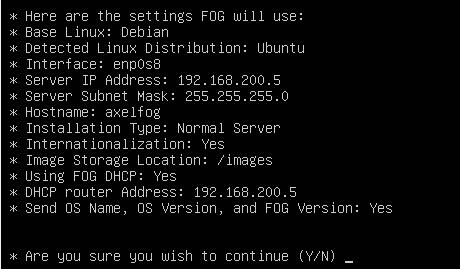 * Here are the settings FOG will use:
* Base Linux: Debian
* Detected Linux Distribution: Ubuntu
* Interface: enp0s8
* Server IP Address: 192.168.200.5
* Server Subnet Mask: 255.255.255.0
* Hostname: axelfog
* Installation Type: Normal Server
* Internationalization: Yes
* Image Storage Location: /images
* Using FOG DHCP: Yes
* DHCP router Address: 192.168.200.5
* Send OS Name, OS Version, and FOG Version: Yes
* Are you sure you wish to continue (Y/N) _